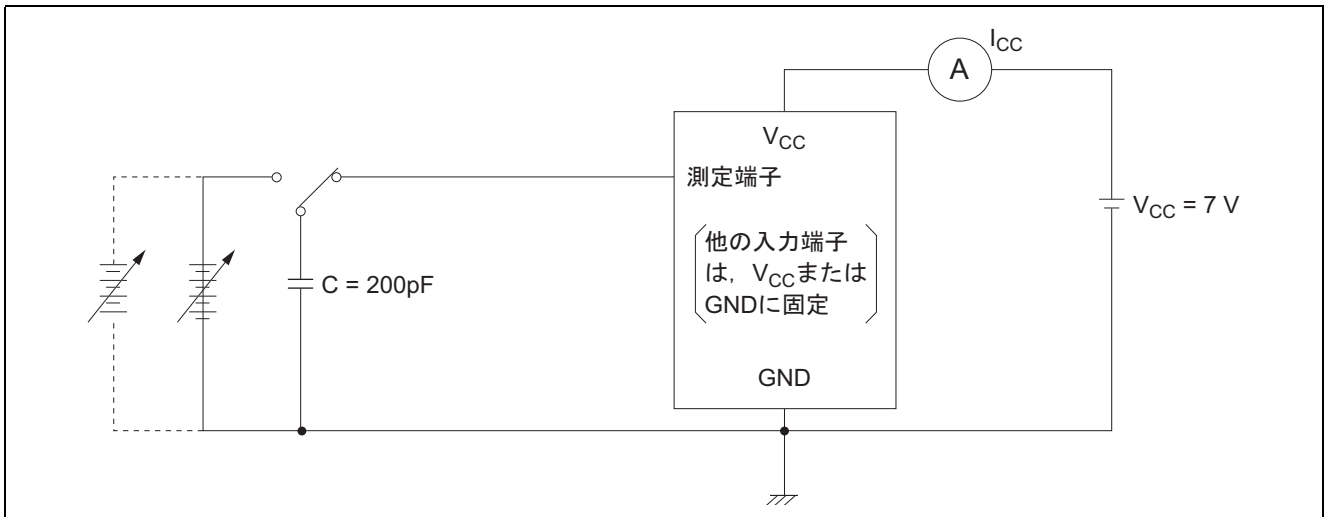 I_CC
A
V_CC
測定端子
V_CC = 7 V
他の入力端子
は，V_CCまたは
GNDに固定
C = 200pF
GND